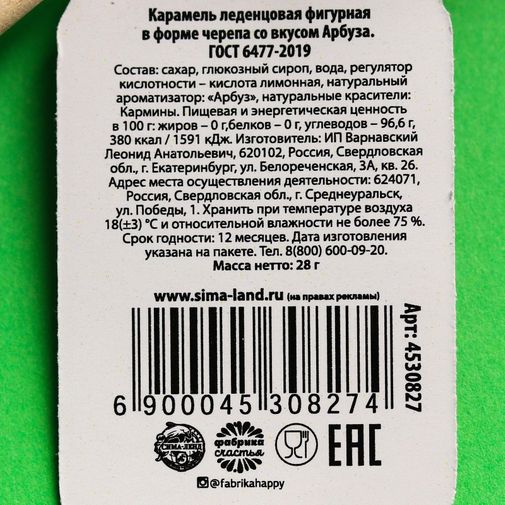 Карамель леденцовая фигурная
в форме черепа со вкусом Арбуза.
ГОСТ 6477-2019
Состав: сахар, глюкозный сироп, вода, регулятор
кислотности – кислота лимонная, натуральный
ароматизатор: «Арбуз», натуральные красители:
Кармины. Пищевая и энергетическая ценность
в 100 г: жиров – 0 г,белков – 0 г, углеводов – 96,6 г,
380 ккал / 1591 кДж. Изготовитель: ИП Варнавский
Леонид Анатольевич, 620102, Россия, Свердловская
обл., г. Екатеринбург, ул. Белореченская, 3А, кв. 26.
Адрес места осуществления деятельности: 624071,
Россия, Свердловская обл., г. Среднеуральск,
ул. Победы, 1. Хранить при температуре воздуха
18(±3) °С и относительной влажности не более 75 %.
Срок годности: 12 месяцев. Дата изготовления
указана на пакете. Тел. 8(800) 600-09-20.
Масса нетто: 28 г
www.sima-land.ru (на правах рекламы)
Арт: 4530827
6 900045 308274
СИМА-ЛЕНД
фабрика
счастья
EAC
@fabrikahappy